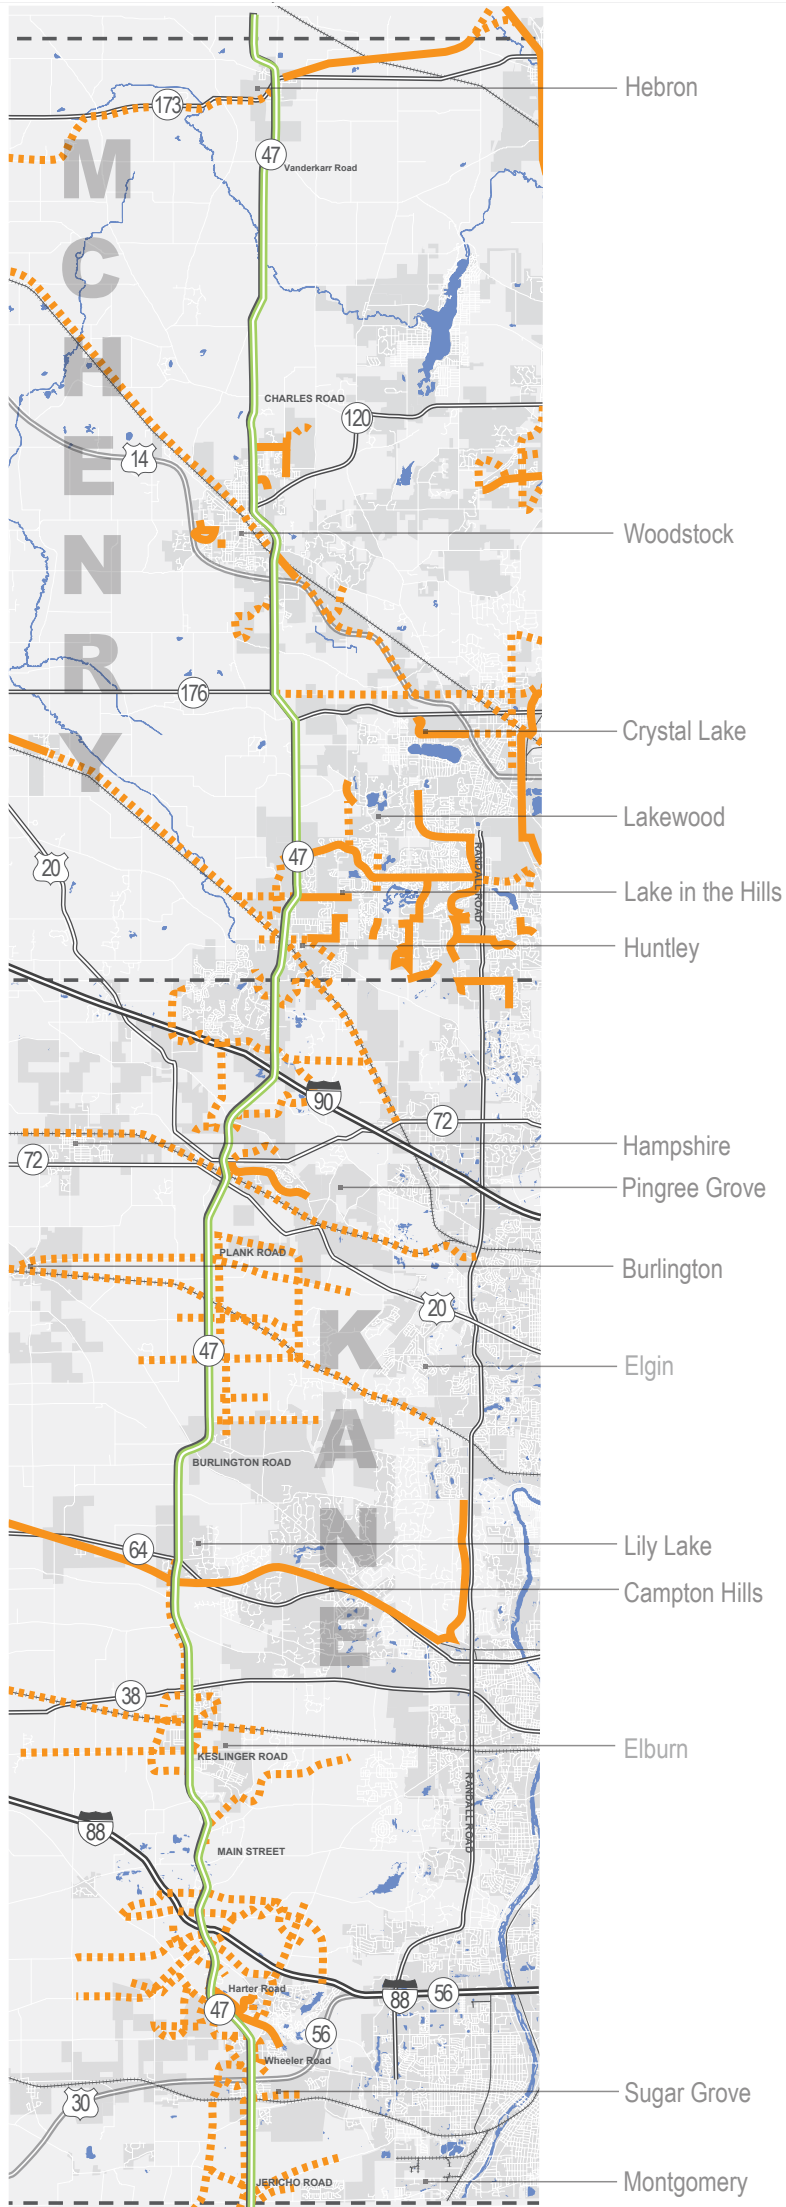 Hebron
173
47
Vanderkarr Road
MCHENRY
CHARLES ROAD
120
14
Woodstock
176
Crystal Lake
Lakewood
47
20
RANDALL ROAD
Lake in the Hills
Huntley
90
72
Hampshire
72
Pingree Grove
PLANK ROAD
Burlington
20
KANE
47
Elgin
BURLINGTON ROAD
64
Lily Lake
Campton Hills
38
Elburn
KESLINGER ROAD
RANDALL ROAD
88
MAIN STREET
Harter Road
88
56
47
56
Wheeler Road
30
Sugar Grove
JERICHO ROAD
Montgomery